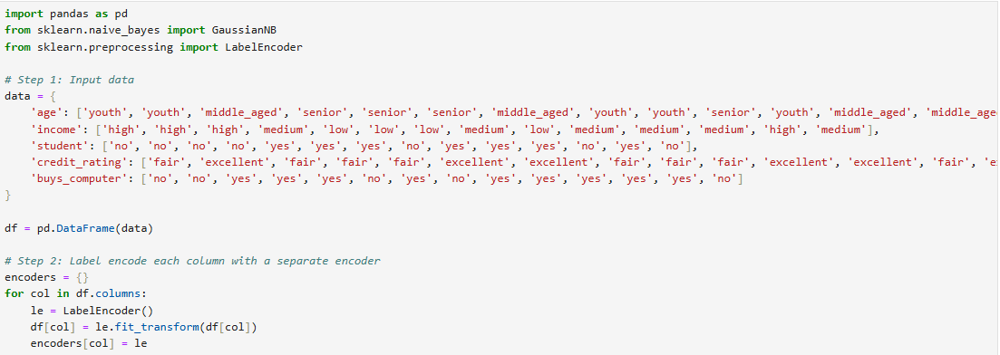 import pandas as pd
from sklearn.naive_bayes import GaussianNB
from sklearn.preprocessing import LabelEncoder
# Step 1: Input data
data = {
    'age': ['youth', 'youth', 'middle_aged', 'senior', 'senior', 'senior', 'middle_aged', 'youth', 'youth', 'senior', 'youth', 'middle_aged', 'middle_age
    'income': ['high', 'high', 'high', 'medium', 'low', 'low', 'low', 'medium', 'low', 'medium', 'medium', 'medium', 'high', 'medium'],
    'student': ['no', 'no', 'no', 'no', 'yes', 'yes', 'yes', 'no', 'yes', 'yes', 'yes', 'no', 'yes', 'no'],
    'credit_rating': ['fair', 'excellent', 'fair', 'fair', 'fair', 'excellent', 'excellent', 'fair', 'fair', 'fair', 'excellent', 'excellent', 'fair', 'e
    'buys_computer': ['no', 'no', 'yes', 'yes', 'yes', 'no', 'yes', 'no', 'yes', 'yes', 'yes', 'yes', 'yes', 'no']
}
df = pd.DataFrame(data)
# Step 2: Label encode each column with a separate encoder
encoders = {}
for col in df.columns:
    le = LabelEncoder()
    df[col] = le.fit_transform(df[col])
    encoders[col] = le